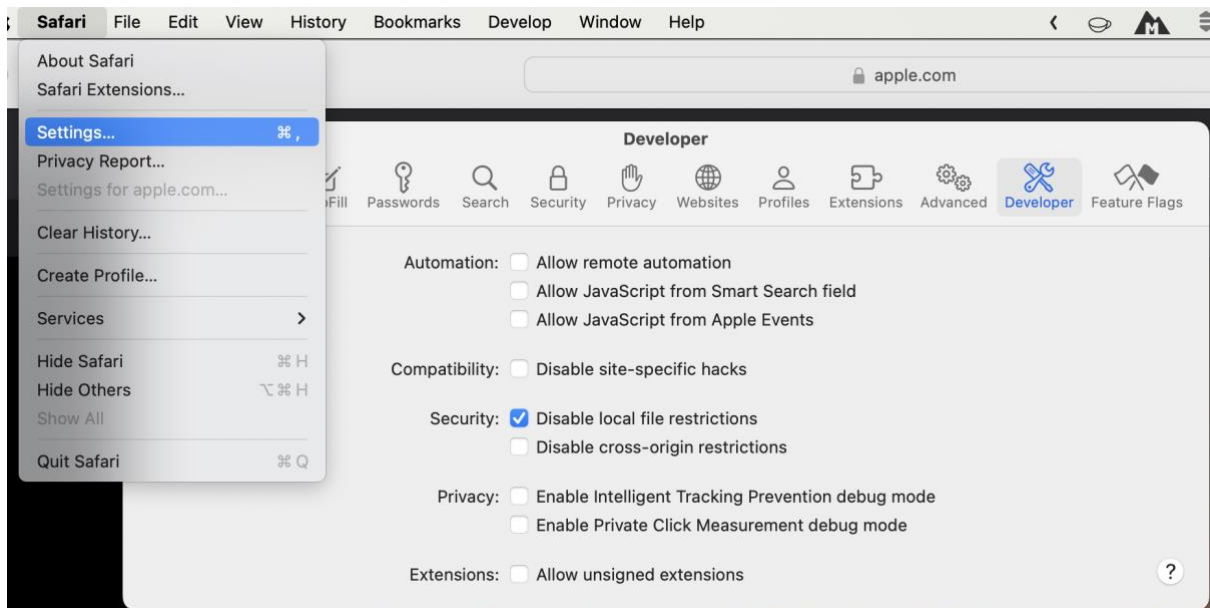 Safari File Edit View History Bookmarks Develop Window Help
apple.com
About Safari
Safari Extensions...
Settings... ⌘ ,
Privacy Report...
Settings for apple.com...
Clear History...
Create Profile...
Services
Hide Safari ⌘ H
Hide Others ⌥ ⌘ H
Show All
Quit Safari ⌘ Q
Developer
Fill Passwords Search Security Privacy Websites Profiles Extensions Advanced Developer Feature Flags
Automation: Allow remote automation
Allow JavaScript from Smart Search field
Allow JavaScript from Apple Events
Compatibility: Disable site-specific hacks
Security: Disable local file restrictions
Disable cross-origin restrictions
Privacy: Enable Intelligent Tracking Prevention debug mode
Enable Private Click Measurement debug mode
Extensions: Allow unsigned extensions
?